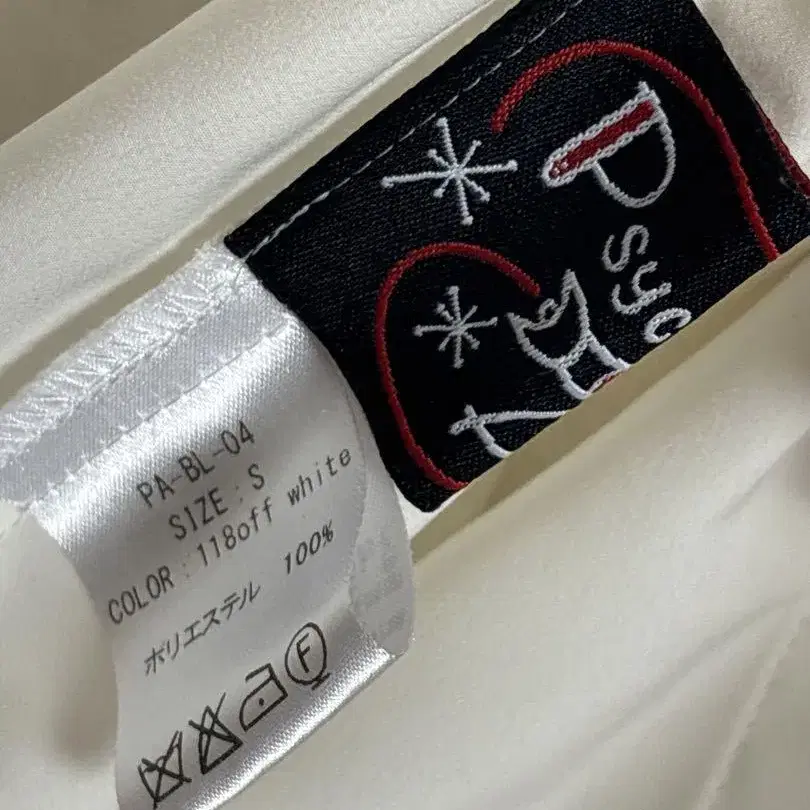 Psyc
PA-BL-04
SIZE : S
COLOR : 118off white
ポリエステル 100%
F